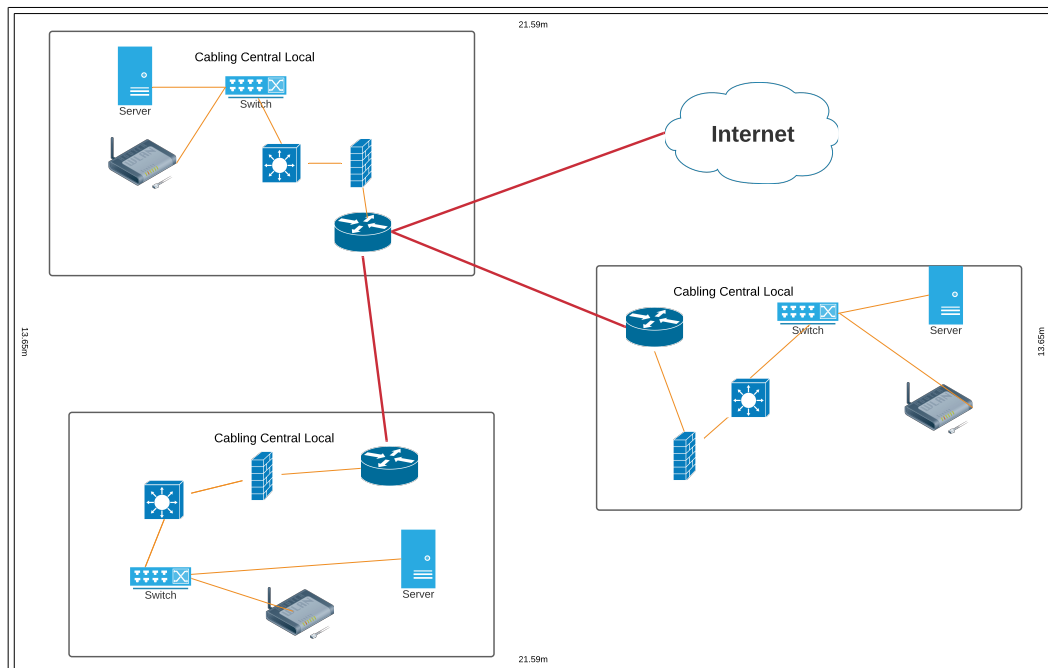 21.59m
Cabling Central Local
Server
Switch
Internet
Cabling Central Local
Switch
Server
13.65m
13.65m
Cabling Central Local
Switch
Server
21.59m